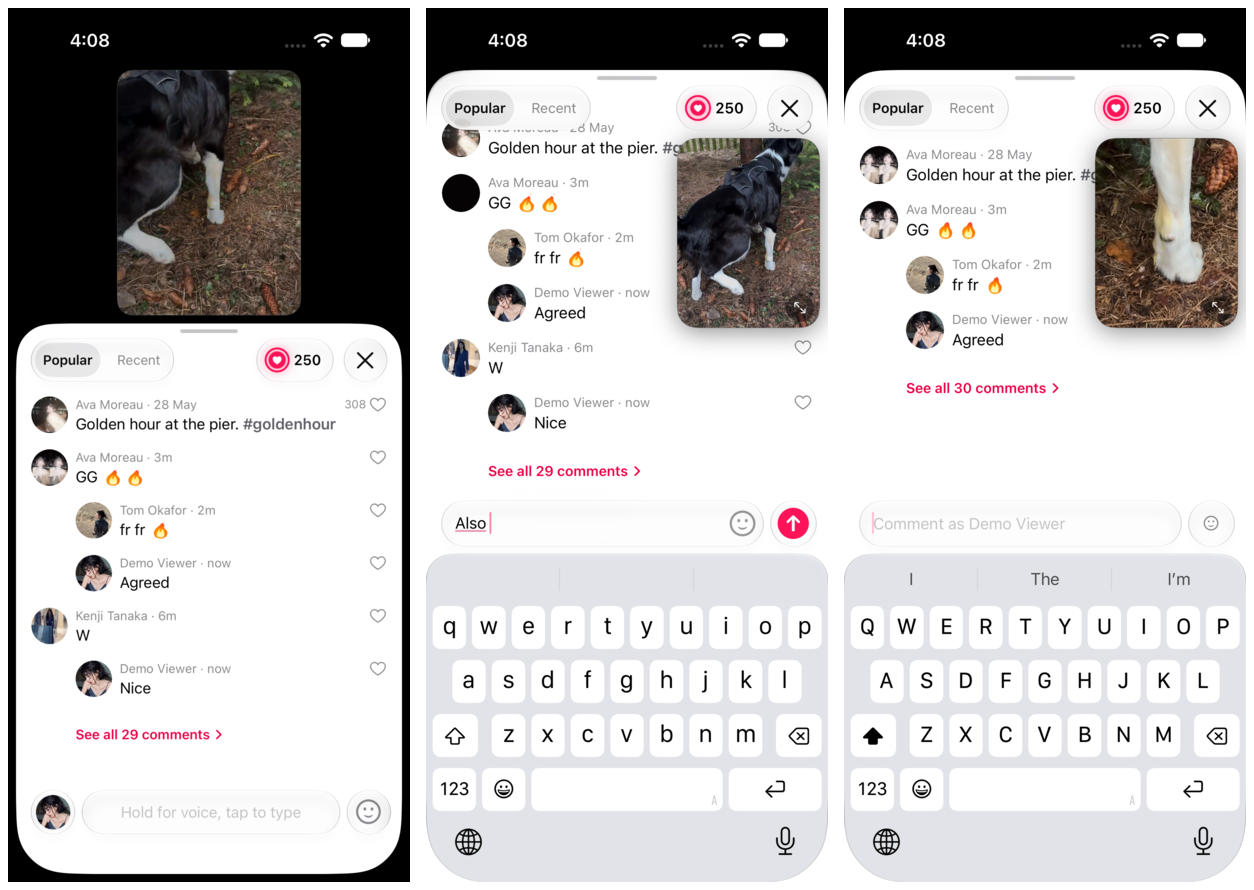 4:08
Popular
Recent
250
Ava Moreau · 28 May
308
Golden hour at the pier. #goldenhour
Ava Moreau · 3m
GG 🔥 🔥
Tom Okafor · 2m
fr fr 🔥
Demo Viewer · now
Agreed
Kenji Tanaka · 6m
W
Demo Viewer · now
Nice
See all 29 comments >
Hold for voice, tap to type
4:08
Popular
Recent
250
Ava Moreau · 28 May
308
Golden hour at the pier. #g
Ava Moreau · 3m
GG 🔥 🔥
Tom Okafor · 2m
fr fr 🔥
Demo Viewer · now
Agreed
Kenji Tanaka · 6m
W
Demo Viewer · now
Nice
See all 29 comments >
Also
q w e r t y u i o p
a s d f g h j k l
z x c v b n m
123
A
4:08
Popular
Recent
250
Ava Moreau · 28 May
Golden hour at the pier. #g
Ava Moreau · 3m
GG 🔥 🔥
Tom Okafor · 2m
fr fr 🔥
Demo Viewer · now
Agreed
See all 30 comments >
Comment as Demo Viewer
I The I’m
Q W E R T Y U I O P
A S D F G H J K L
Z X C V B N M
123
A